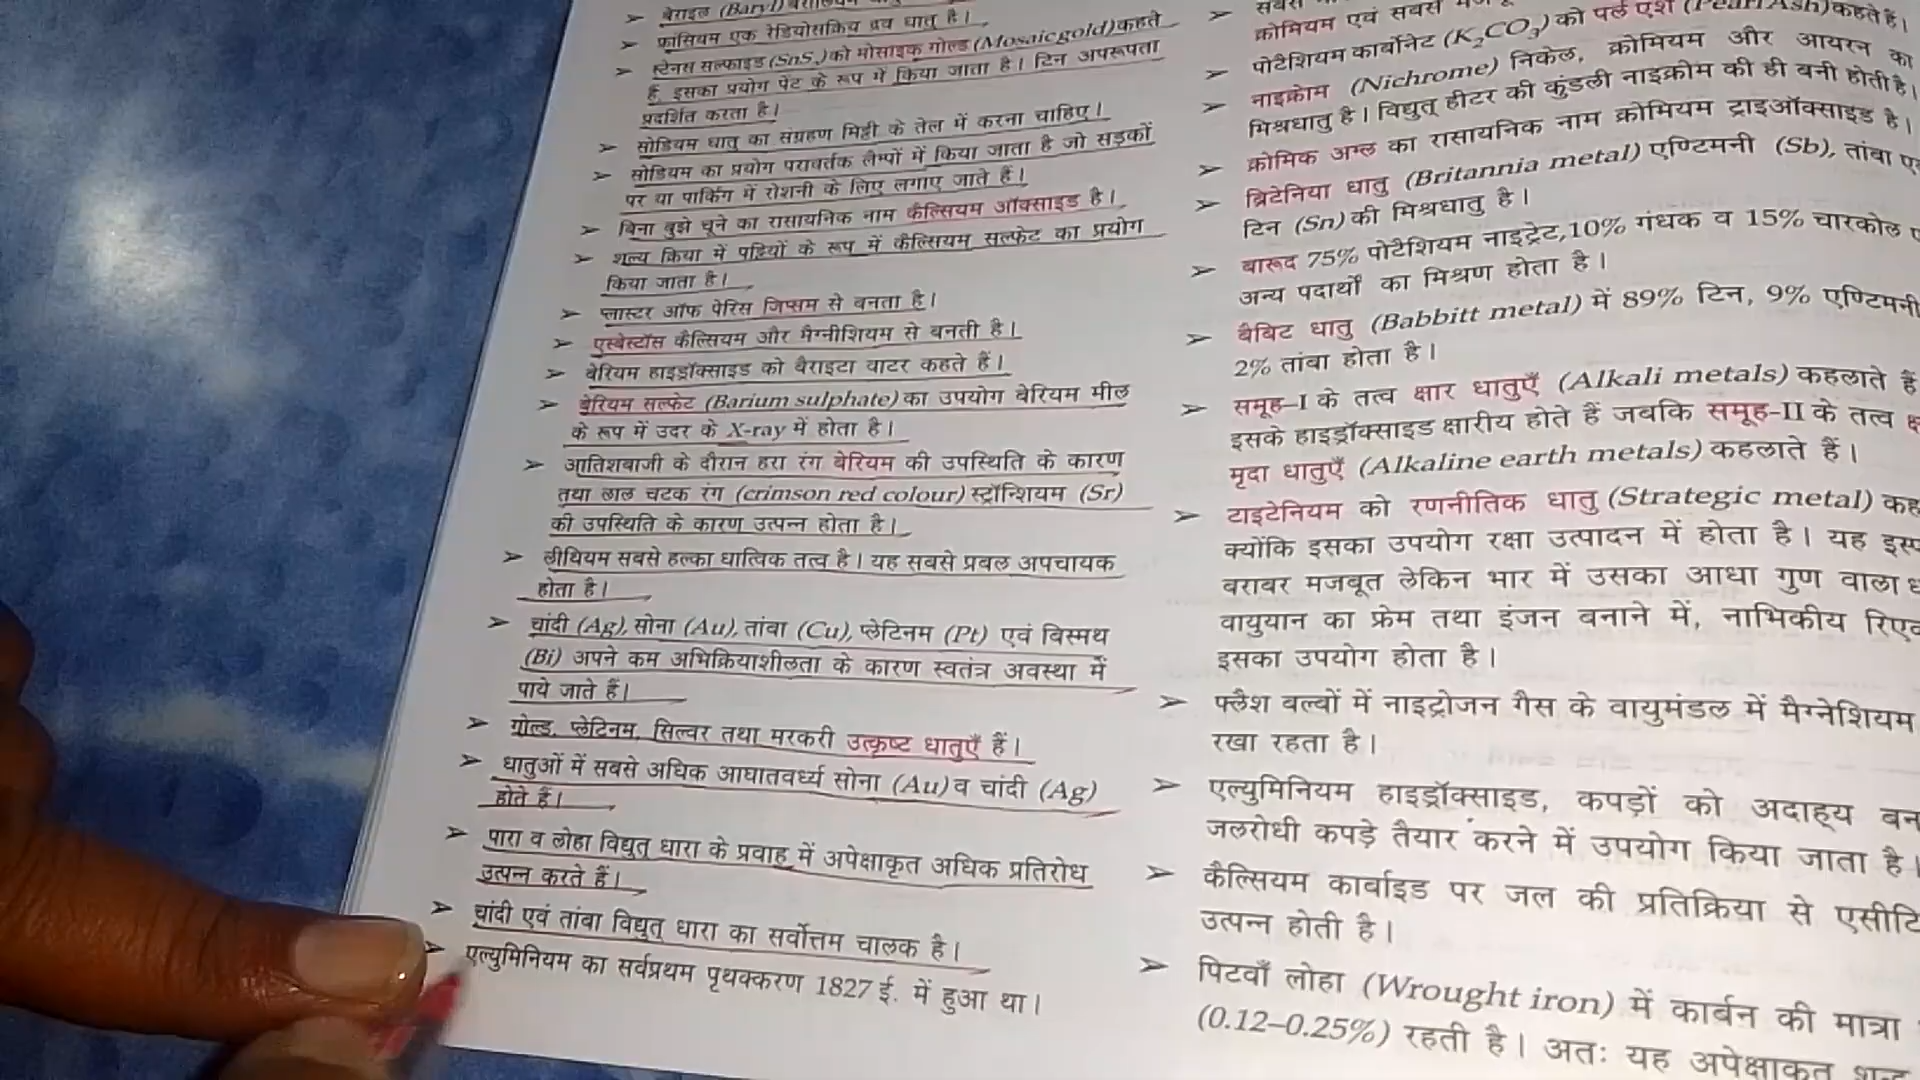 बेराइल (Baryl)
फ्रांसियम एक रेडियोसक्रिय द्रव धातु है।
स्टेनस सल्फाइड (SnS₂) को मोसाइक गोल्ड (Mosaic gold) कहते
हैं, इसका प्रयोग पेंट के रूप में किया जाता है। टिन अपरूपता
प्रदर्शित करता है।
सोडियम धातु का संग्रहण मिट्टी के तेल में करना चाहिए।
सोडियम का प्रयोग परावर्तक लैम्पों में किया जाता है जो सड़कों
पर या पार्किंग में रोशनी के लिए लगाए जाते हैं।
बिना बुझे चूने का रासायनिक नाम कैल्सियम ऑक्साइड है।
शल्य क्रिया में पट्टियों के रूप में कैल्सियम सल्फेट का प्रयोग
किया जाता है।
प्लास्टर ऑफ पेरिस जिप्सम से बनता है।
एस्बेस्टॉस कैल्सियम और मैग्नीशियम से बनती है।
बेरियम हाइड्रॉक्साइड को बैराइटा वाटर कहते हैं।
बेरियम सल्फेट (Barium sulphate) का उपयोग बेरियम मील
के रूप में उदर के X-ray में होता है।
आतिशबाजी के दौरान हरा रंग बेरियम की उपस्थिति के कारण
तथा लाल चटक रंग (crimson red colour) स्ट्रॉन्शियम (Sr)
की उपस्थिति के कारण उत्पन्न होता है।
लीथियम सबसे हल्का धात्विक तत्व है। यह सबसे प्रबल अपचायक
होता है।
चांदी (Ag), सोना (Au), तांबा (Cu), प्लेटिनम (Pt) एवं विस्मथ
(Bi) अपने कम अभिक्रियाशीलता के कारण स्वतंत्र अवस्था में
पाये जाते हैं।
गोल्ड, प्लेटिनम, सिल्वर तथा मरकरी उत्कृष्ट धातुएँ हैं।
धातुओं में सबसे अधिक आघातवर्ध्य सोना (Au) व चांदी (Ag)
होते हैं।
पारा व लोहा विद्युत् धारा के प्रवाह में अपेक्षाकृत अधिक प्रतिरोध
उत्पन्न करते हैं।
चांदी एवं तांबा विद्युत् धारा का सर्वोत्तम चालक है।
एल्युमिनियम का सर्वप्रथम पृथक्करण 1827 ई. में हुआ था।
क्रोमियम एवं सबसे
पोटैशियम कार्बोनेट (K₂CO₃) को पर्ल एश (Pearl Ash) कहते हैं।
नाइक्रोम (Nichrome) निकेल, क्रोमियम और आयरन का
मिश्रधातु है। विद्युत् हीटर की कुंडली नाइक्रोम की ही बनी होती है।
क्रोमिक अम्ल का रासायनिक नाम क्रोमियम ट्राइऑक्साइड है।
ब्रिटेनिया धातु (Britannia metal) एण्टिमनी (Sb), तांबा
टिन (Sn) की मिश्रधातु है।
बारूद 75% पोटैशियम नाइट्रेट, 10% गंधक व 15% चारकोल
अन्य पदार्थों का मिश्रण होता है।
बैबिट धातु (Babbitt metal) में 89% टिन, 9% एण्टिमनी
2% तांबा होता है।
समूह-I के तत्व क्षार धातुएँ (Alkali metals) कहलाते हैं
इसके हाइड्रॉक्साइड क्षारीय होते हैं जबकि समूह-II के तत्व
मृदा धातुएँ (Alkaline earth metals) कहलाते हैं।
टाइटेनियम को रणनीतिक धातु (Strategic metal)
क्योंकि इसका उपयोग रक्षा उत्पादन में होता है। यह
बराबर मजबूत लेकिन भार में उसका आधा गुण वाला
वायुयान का फ्रेम तथा इंजन बनाने में, नाभिकीय
इसका उपयोग होता है।
फ्लैश बल्बों में नाइट्रोजन गैस के वायुमंडल में मैग्नेशियम
रखा रहता है।
एल्युमिनियम हाइड्रॉक्साइड, कपड़ों को अदाह्य
जलरोधी कपड़े तैयार करने में उपयोग किया जाता है।
कैल्सियम कार्बाइड पर जल की प्रतिक्रिया से
उत्पन्न होती है।
पिटवाँ लोहा (Wrought iron) में कार्बन की मात्रा
(0.12–0.25%) रहती है। अतः यह अपेक्षाकृत